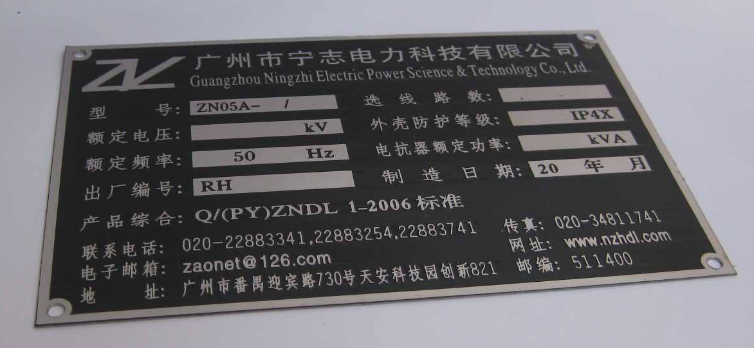 广州市宁志电力科技有限公司
Guangzhou Ningzhi Electric Power Science & Technology Co., Ltd.
型 号: ZN05A- / 选线路数:
额定电压: kV 外壳防护等级: IP4X
额定频率: 50 Hz 电抗器额定功率: kVA
出厂编号: RH 制造日期: 20 年 月
产品综合: Q/(PY)ZNDL 1-2006 标准
联系电话: 020-22883341,22883254,22883741 传真: 020-34811741
电子邮箱: zaonet@126.com 网址: www.nzhdl.com
地 址: 广州市番禺迎宾路730号天安科技园创新821 邮编: 511400